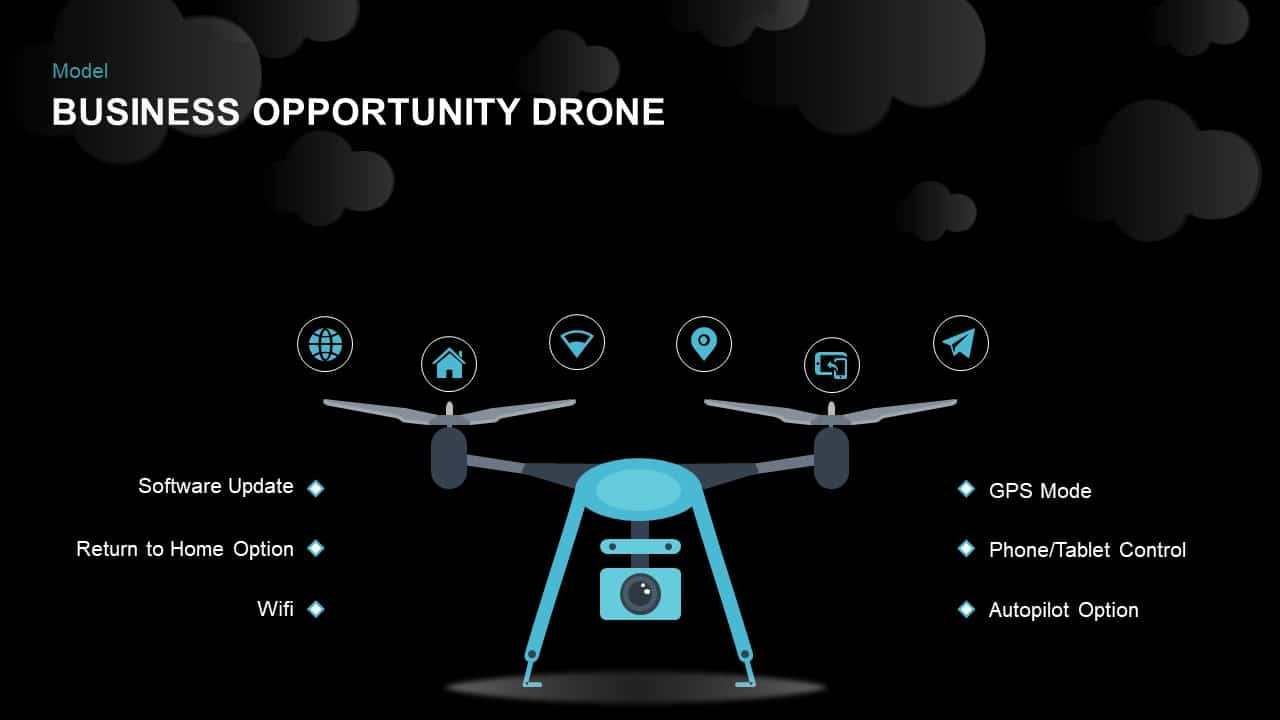 Model
BUSINESS OPPORTUNITY DRONE
Software Update
Return to Home Option
Wifi
GPS Mode
Phone/Tablet Control
Autopilot Option